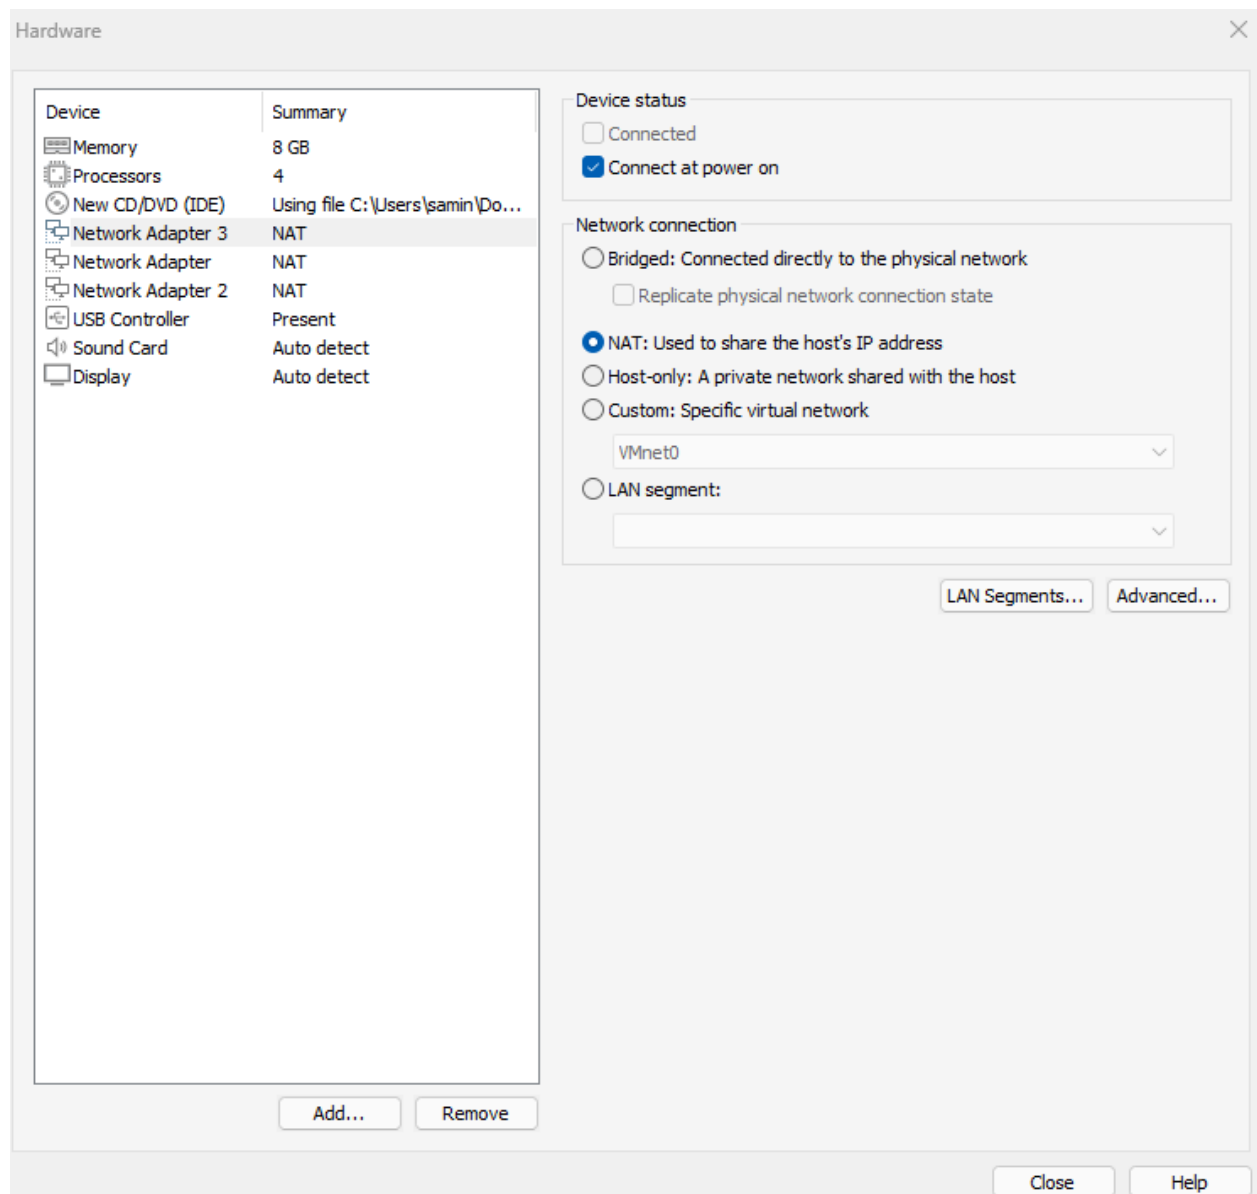 Hardware
Device Summary
Memory 8 GB
Processors 4
New CD/DVD (IDE) Using file C:\Users\samin\Do...
Network Adapter 3 NAT
Network Adapter NAT
Network Adapter 2 NAT
USB Controller Present
Sound Card Auto detect
Display Auto detect
Add... Remove
Device status
Connected
Connect at power on
Network connection
Bridged: Connected directly to the physical network
Replicate physical network connection state
NAT: Used to share the host's IP address
Host-only: A private network shared with the host
Custom: Specific virtual network
VMnet0
LAN segment:
LAN Segments... Advanced...
Close Help